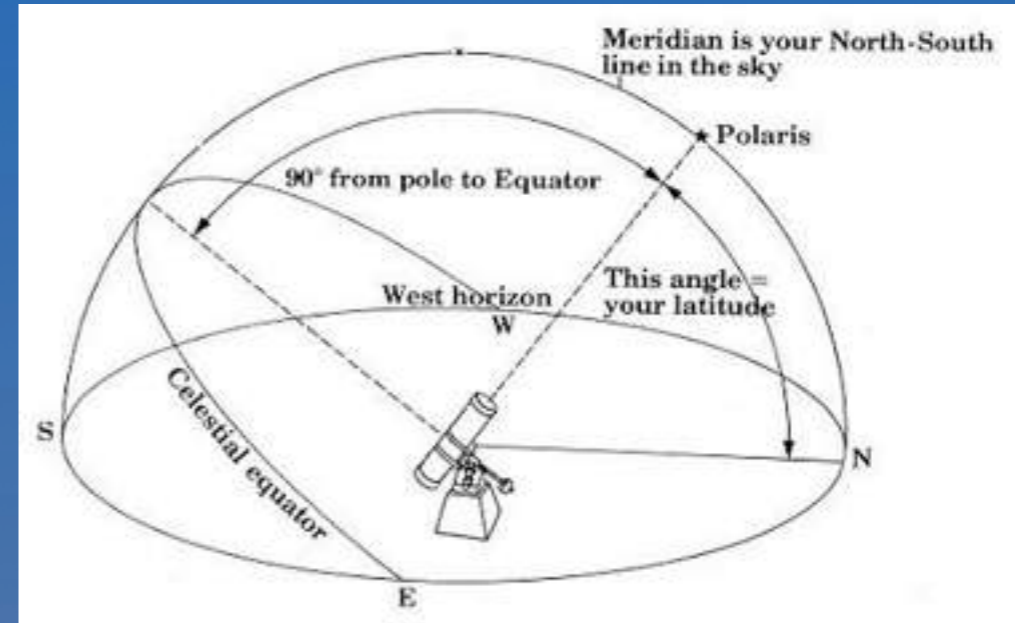 Meridian is your North-South
line in the sky
Polaris
90° from pole to Equator
This angle =
your latitude
West horizon
W
Celestial equator
S
N
E